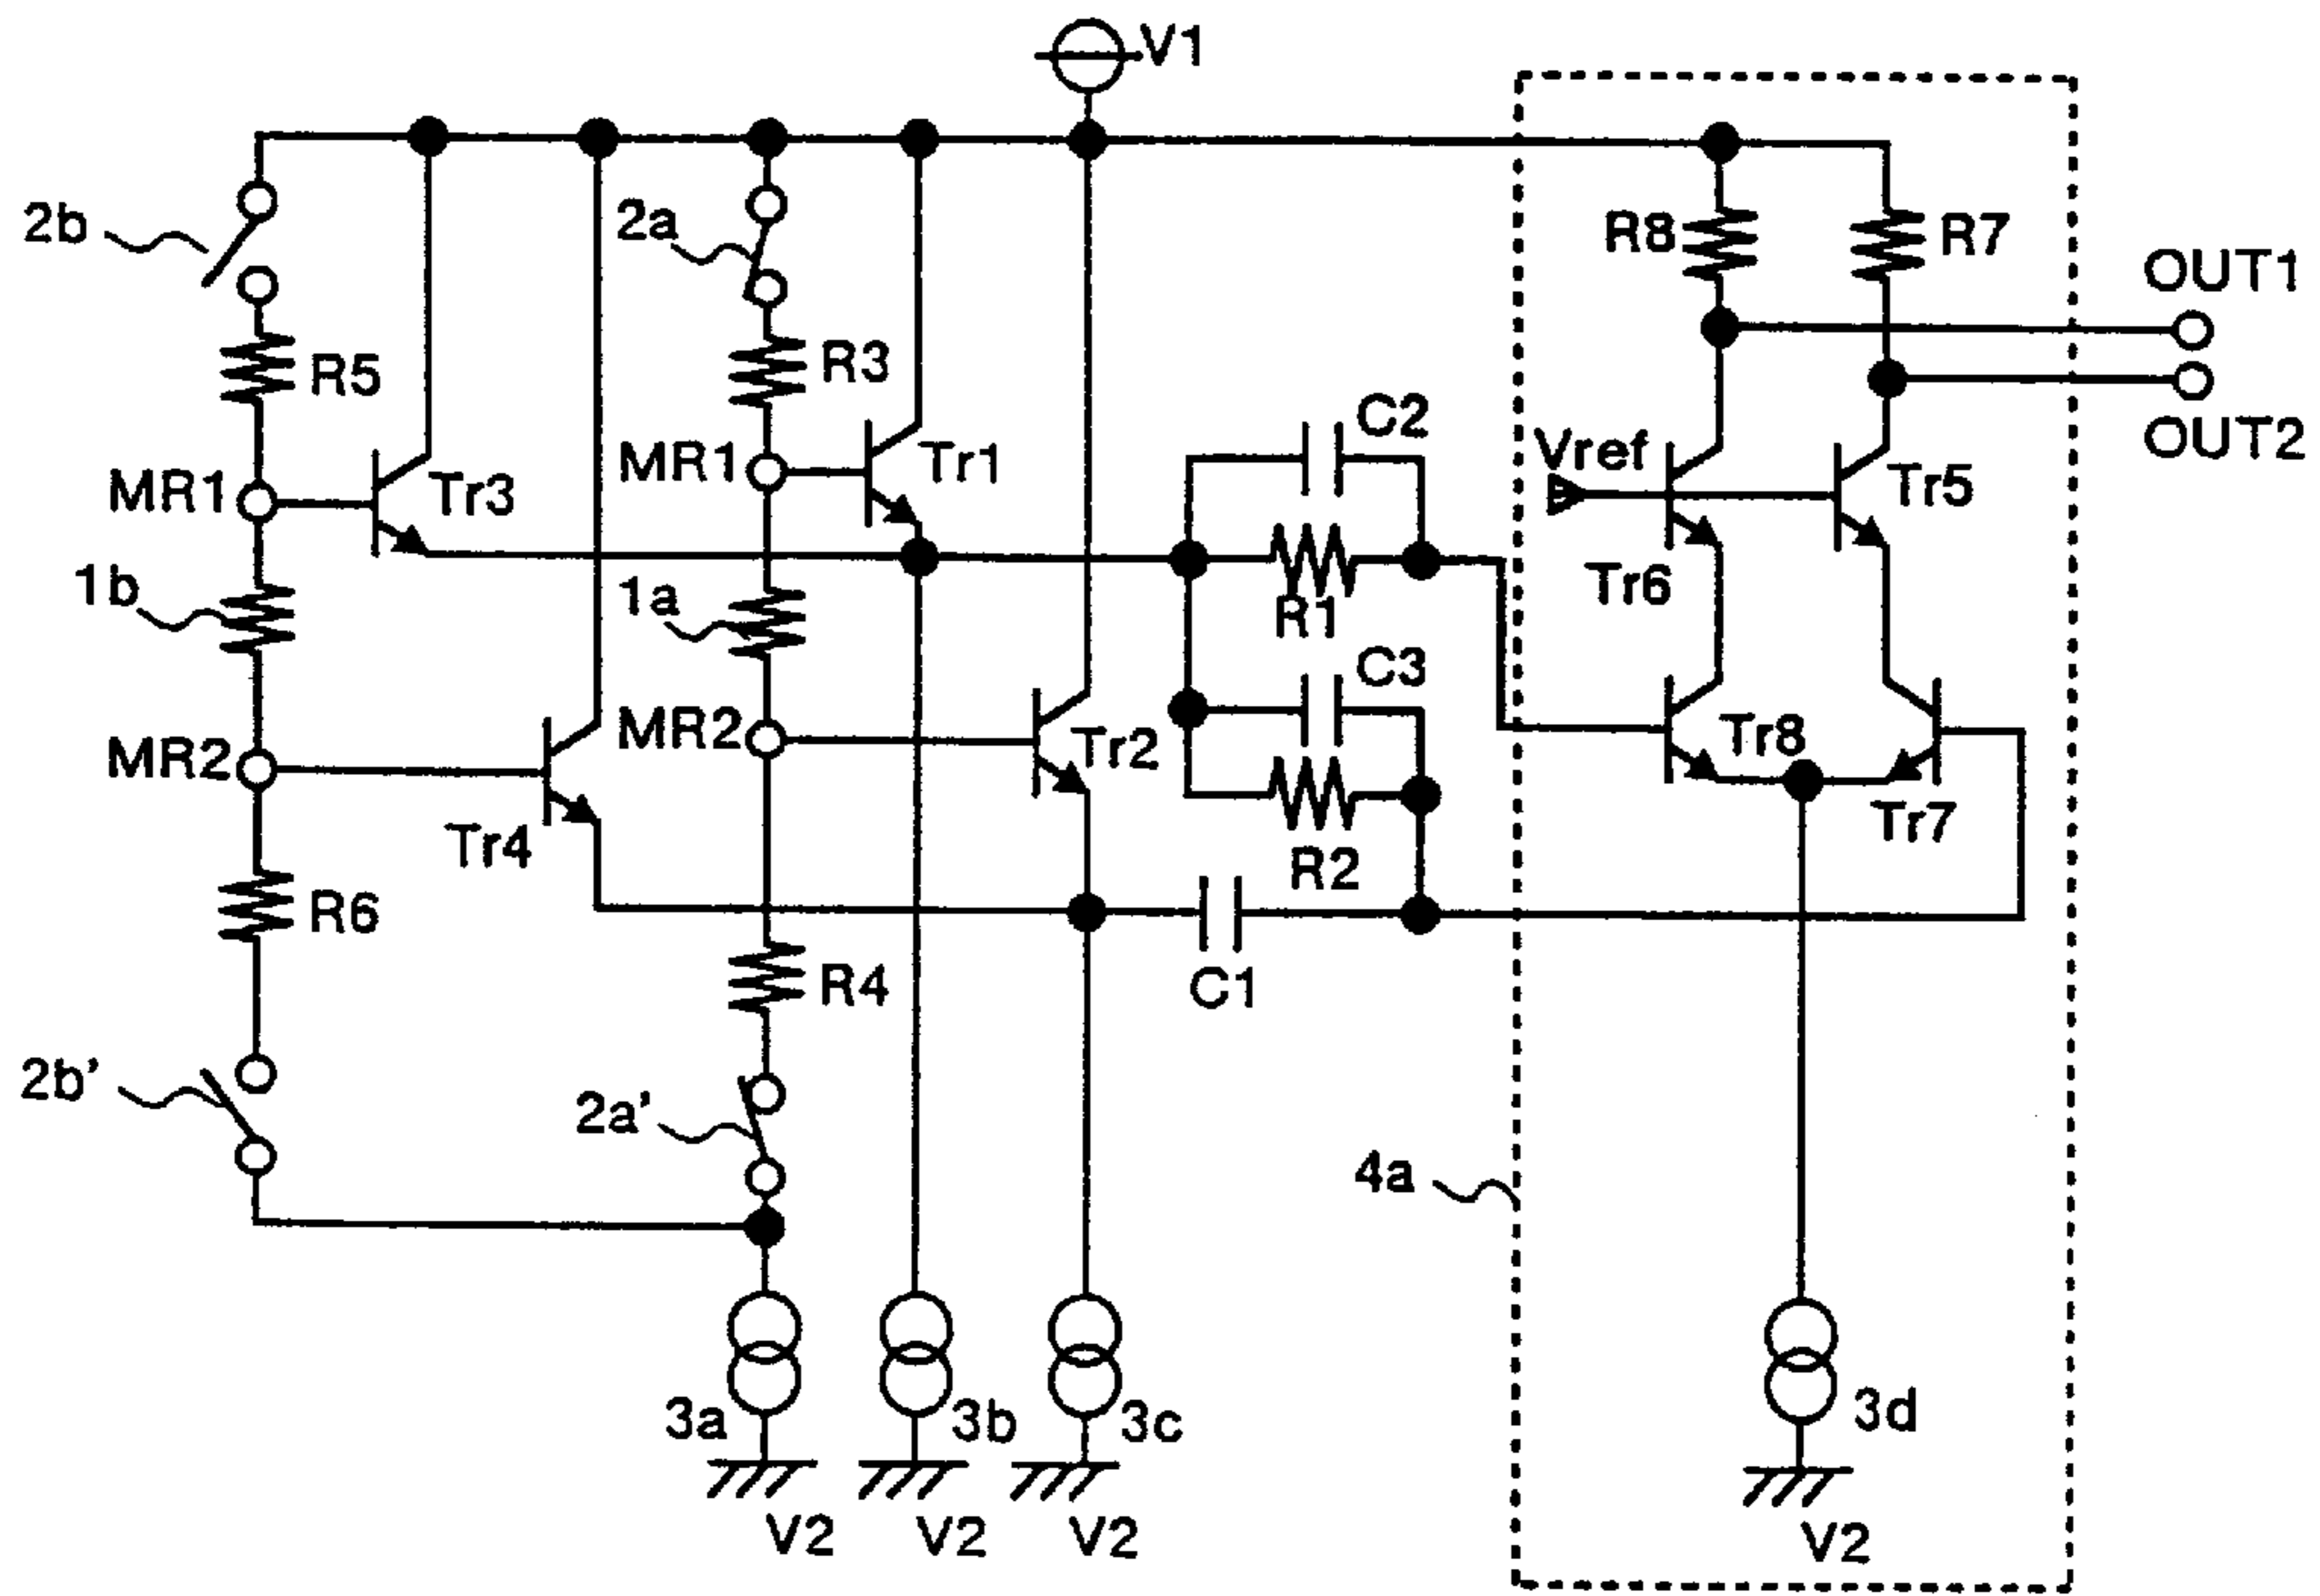 V1
2b
2a
R8
R7
OUT1
R5
R3
C2
OUT2
MR1
Tr3
MR1
Tr1
Vref
Tr5
1b
1a
R1
Tr6
C3
MR2
MR2
Tr2
Tr8
Tr4
R2
Tr7
R6
R4
C1
2b'
2a'
4a
3a
3b
3c
3d
V2
V2
V2
V2